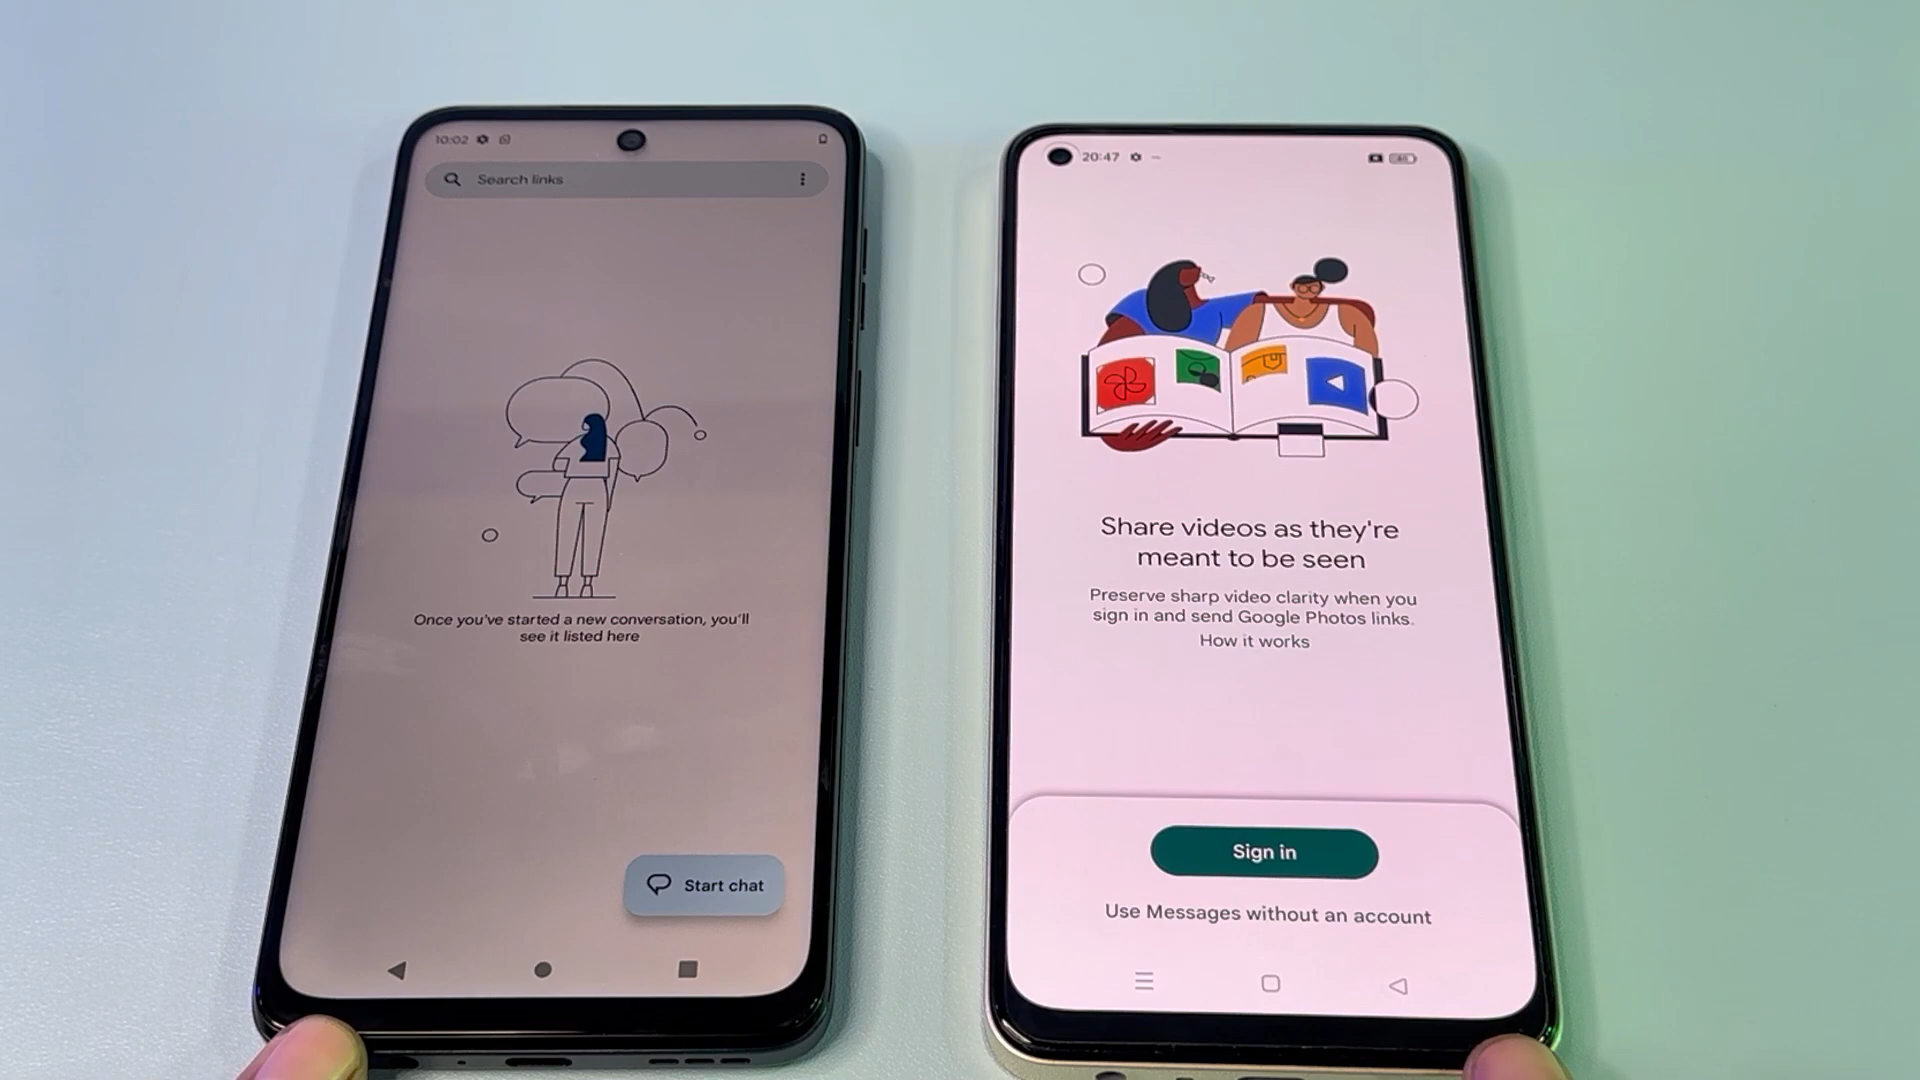 10:02
Search links
Once you've started a new conversation, you'll
see it listed here
Start chat
20:47
Share videos as they're
meant to be seen
Preserve sharp video clarity when you
sign in and send Google Photos links.
How it works
Sign in
Use Messages without an account